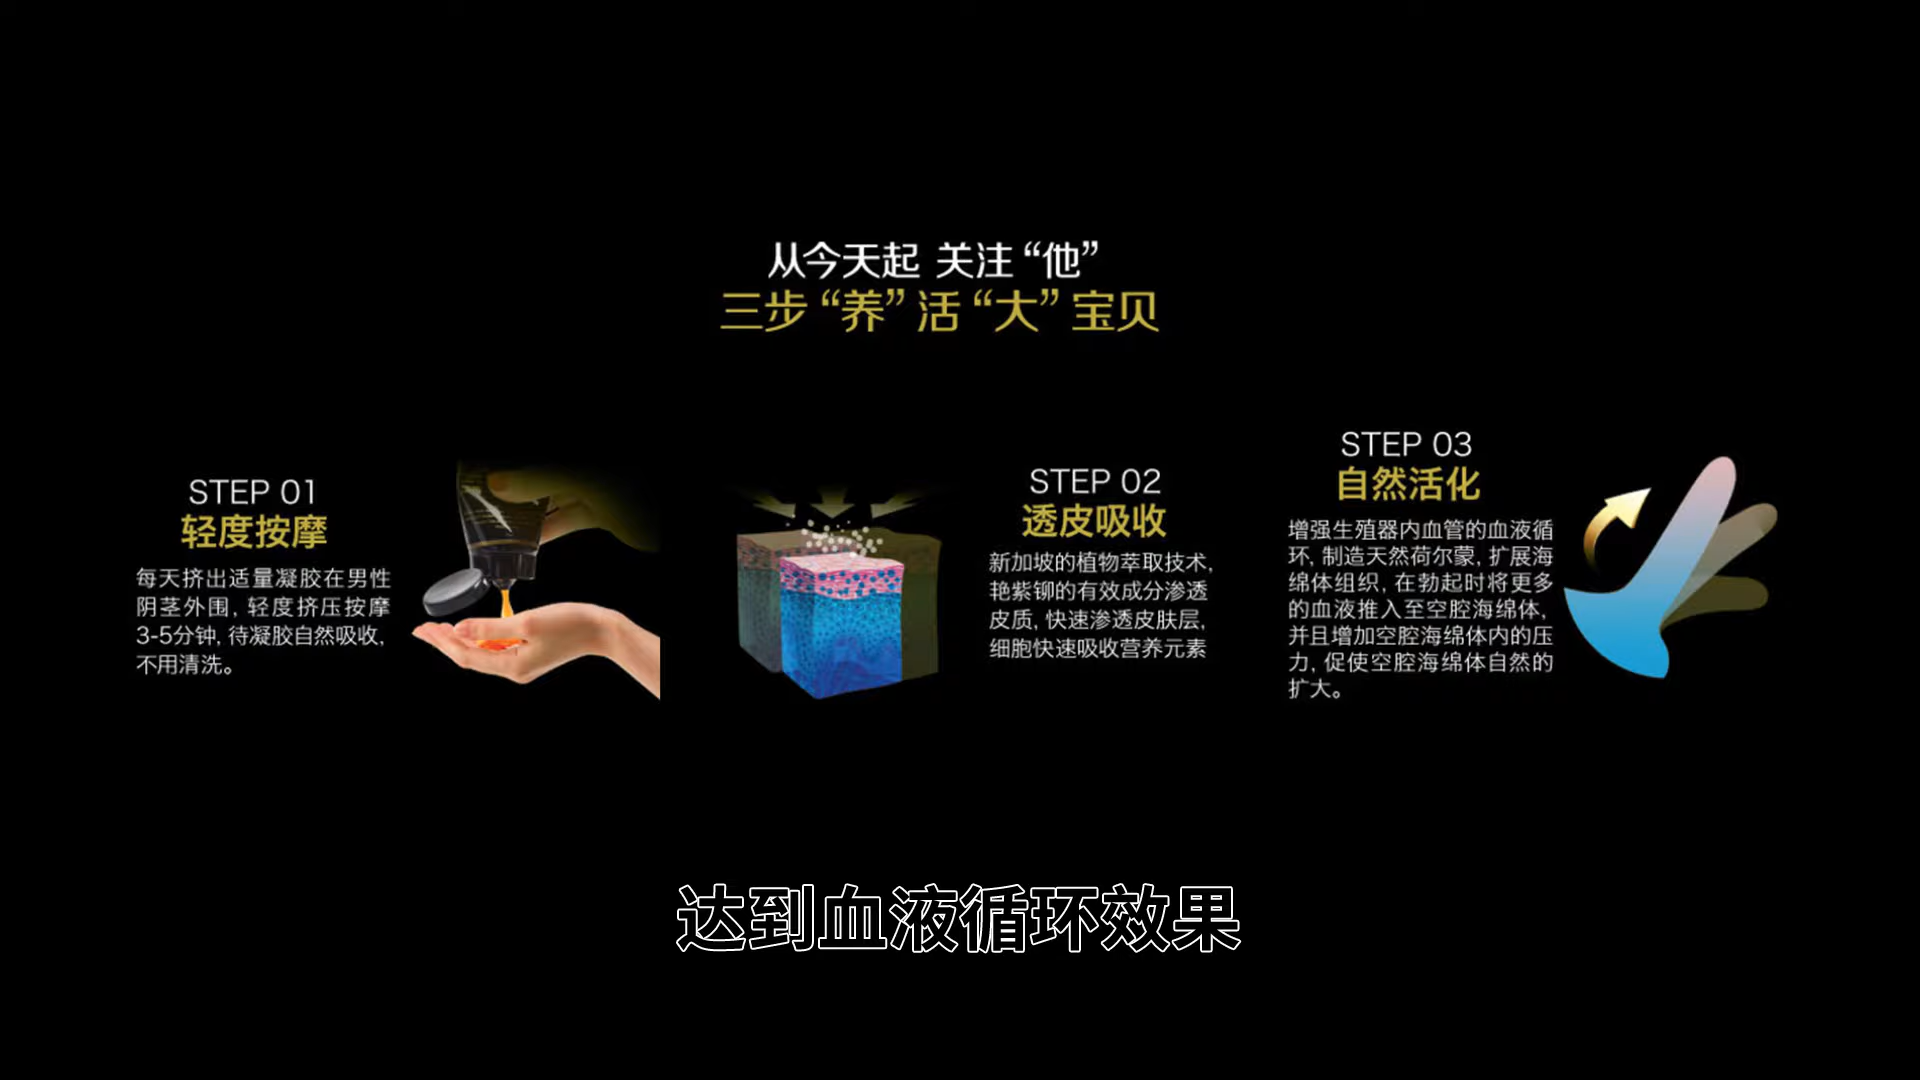 从今天起 关注“他”
三步“养”活“大”宝贝
STEP 01
轻度按摩
每天挤出适量凝胶在男性
阴茎外围, 轻度挤压按摩
3-5分钟, 待凝胶自然吸收,
不用清洗。
STEP 02
透皮吸收
新加坡的植物萃取技术,
艳紫铆的有效成分渗透
皮质, 快速渗透皮肤层,
细胞快速吸收营养元素
STEP 03
自然活化
增强生殖器内血管的血液循
环, 制造天然荷尔蒙, 扩展海
绵体组织, 在勃起时将更多
的血液推入至空腔海绵体,
并且增加空腔海绵体内的压
力, 促使空腔海绵体自然的
扩大。
达到血液循环效果